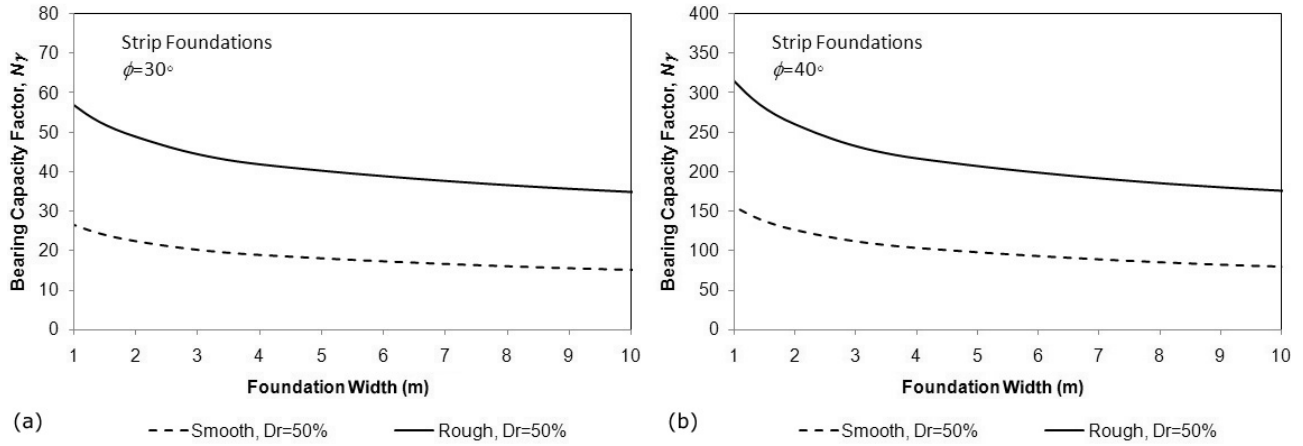 80
70
60
50
40
30
20
10
0
Bearing Capacity Factor, Nγ
Strip Foundations
ϕ=30◦
1 2 3 4 5 6 7 8 9 10
Foundation Width (m)
(a)
Smooth, Dr=50% Rough, Dr=50%
400
350
300
250
200
150
100
50
0
Bearing Capacity Factor, Nγ
Strip Foundations
ϕ=40◦
1 2 3 4 5 6 7 8 9 10
Foundation Width (m)
(b)
Smooth, Dr=50% Rough, Dr=50%